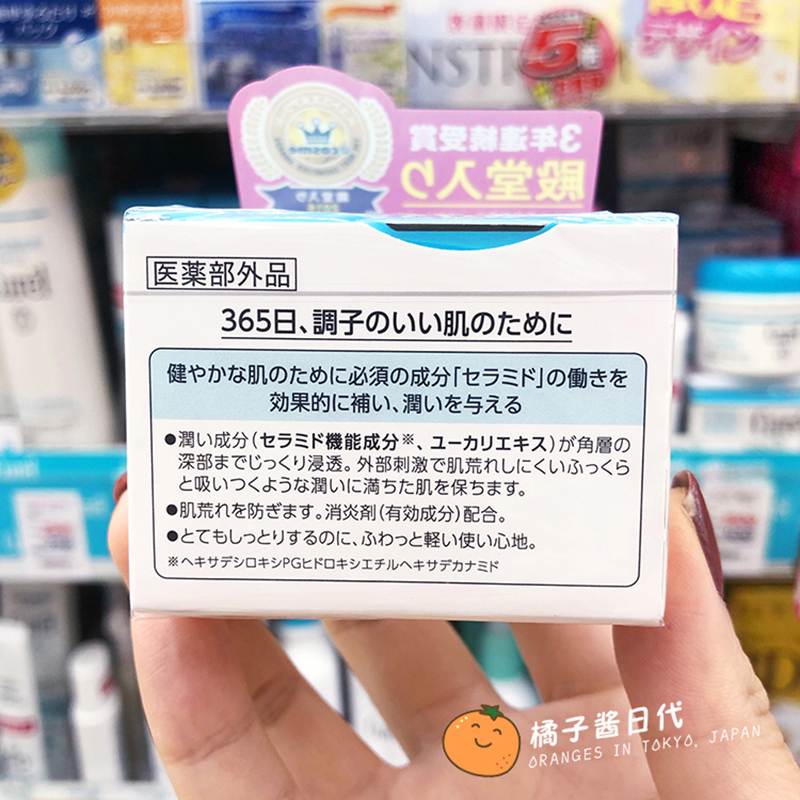 デザイン
3年連続受賞
殿堂入り
医薬部外品
365日、調子のいい肌のために
健やかな肌のために必須の成分「セラミド」の働きを
効果的に補い、潤いを与える
●潤い成分(セラミド機能成分※、ユーカリエキス)が角層の
深部までじっくり浸透。外部刺激で肌荒れしにくいふっくら
と吸いつくような潤いに満ちた肌を保ちます。
●肌荒れを防ぎます。消炎剤(有効成分)配合。
●とてもしっとりするのに、ふわっと軽い使い心地。
※ヘキサデシロキシPGヒドロキシエチルヘキサデカナミド
橘子酱日代
ORANGES IN TOKYO, JAPAN